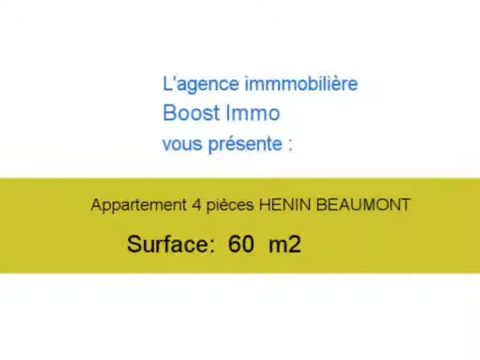 L'agence immmobilière
Boost Immo
vous présente :
Appartement 4 pièces HENIN BEAUMONT
Surface: 60 m2